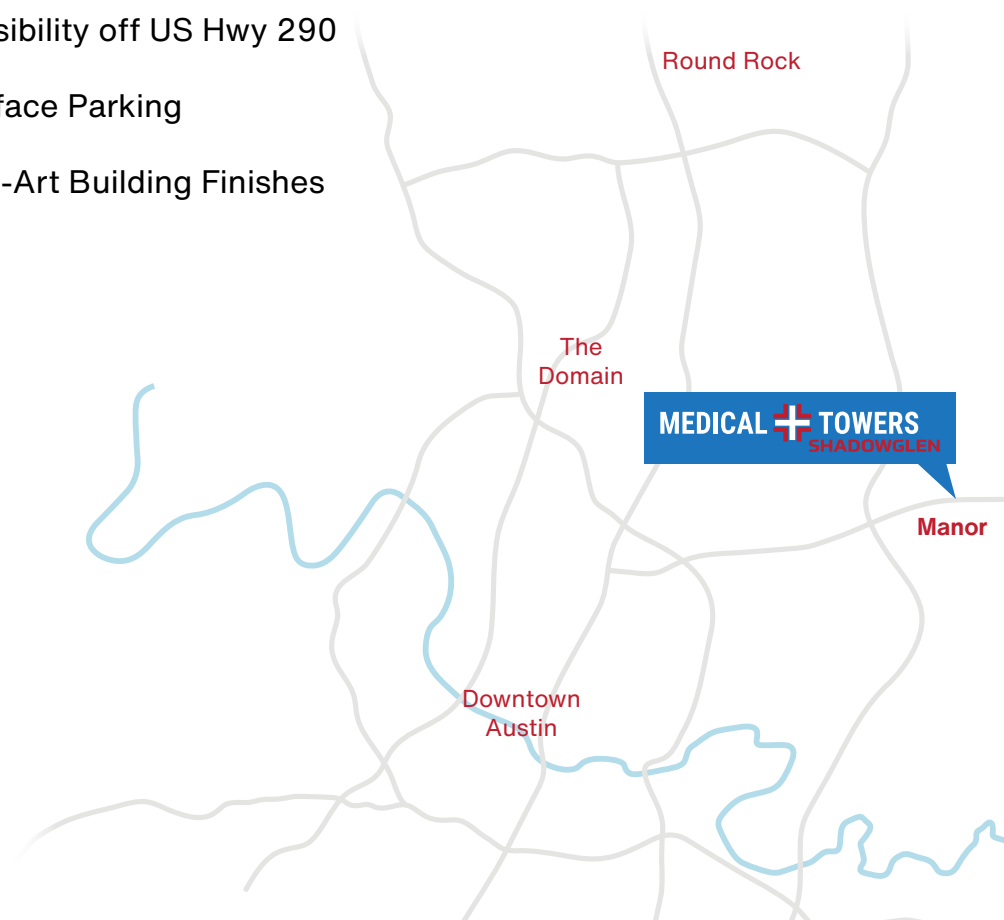 sibility off US Hwy 290
face Parking
-Art Building Finishes
Round Rock
The
Domain
MEDICAL TOWERS
SHADOWGLEN
Manor
Downtown
Austin